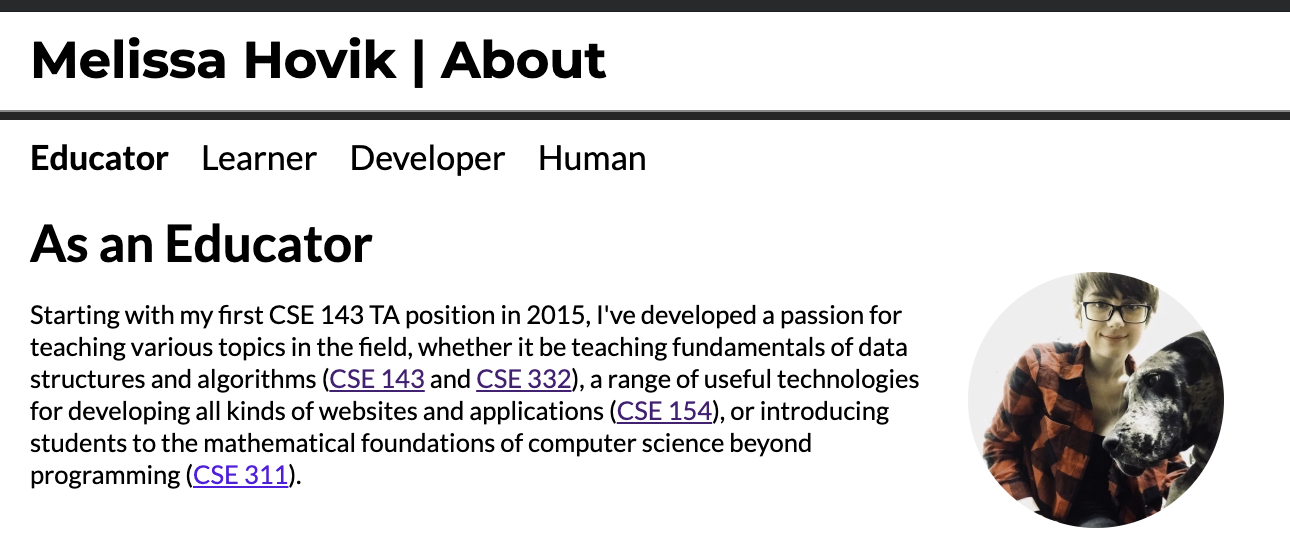 Melissa Hovik | About
Educator Learner Developer Human
As an Educator
Starting with my first CSE 143 TA position in 2015, I've developed a passion for
teaching various topics in the field, whether it be teaching fundamentals of data
structures and algorithms (CSE 143 and CSE 332), a range of useful technologies
for developing all kinds of websites and applications (CSE 154), or introducing
students to the mathematical foundations of computer science beyond
programming (CSE 311).